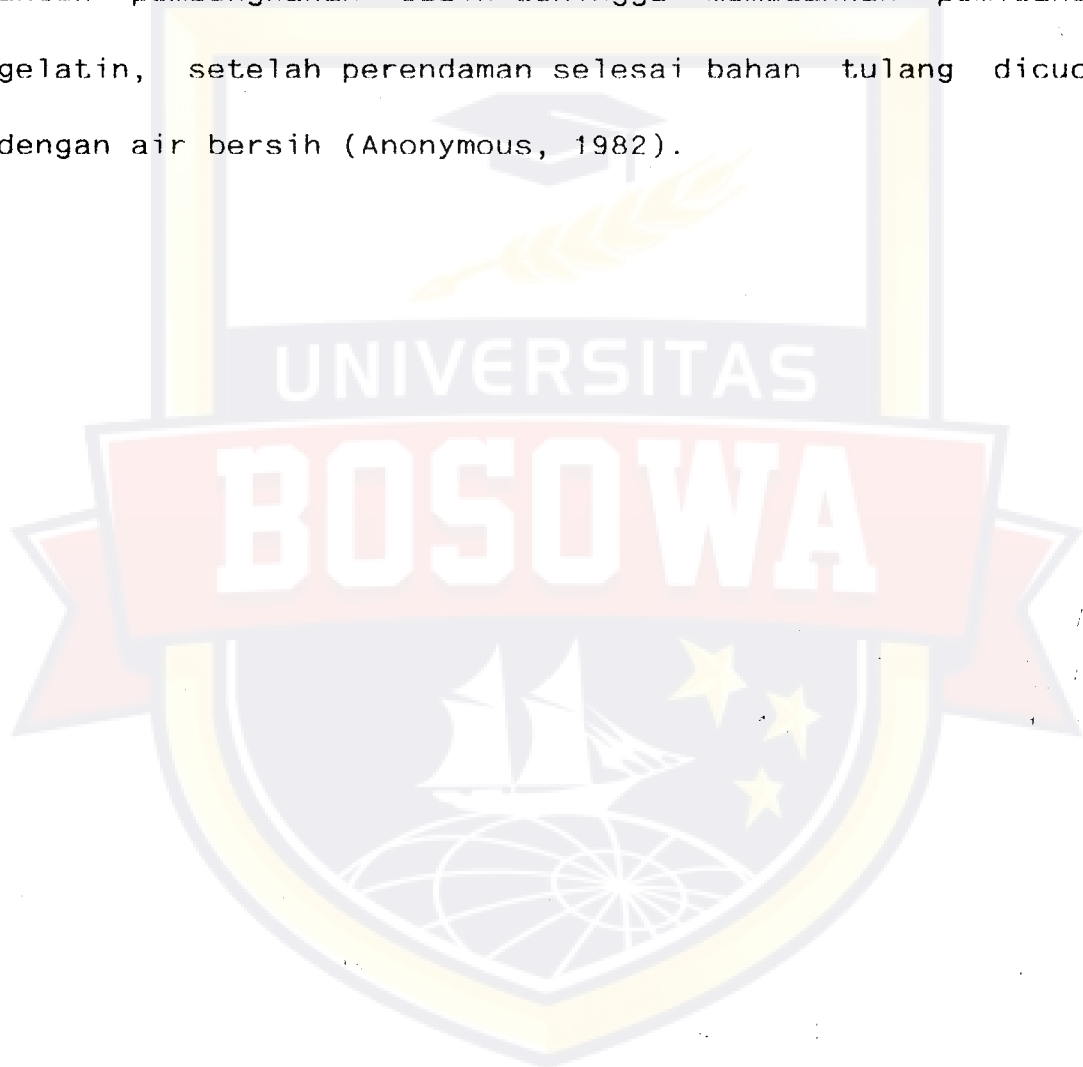 gelatin, setelah perendaman selesai bahan tulang dicuc
dengan air bersih (Anonymous, 1982).
UNIVERSITAS
BOSOWA